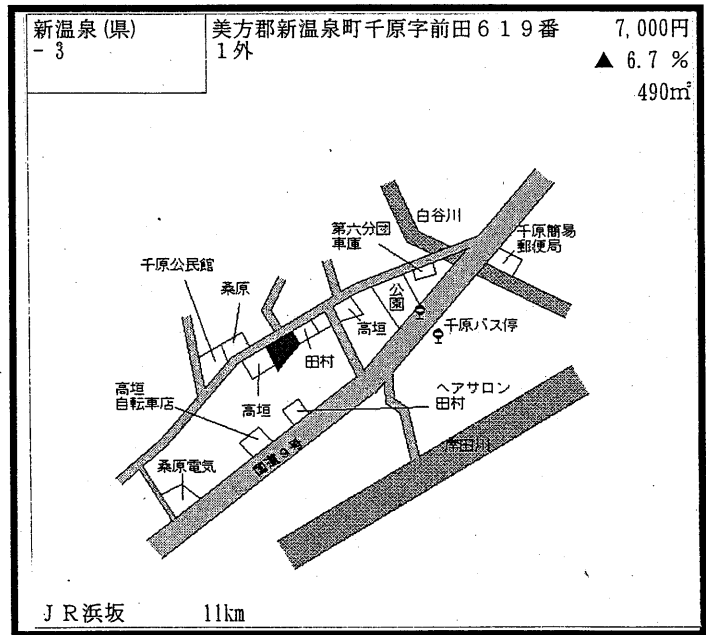 新温泉(県)
- 3
美方郡新温泉町千原字前田619番
1外
7,000円
▲ 6.7 %
490㎡
白谷川
第六分団
車庫
千原簡易
郵便局
千原公民館
桑原
公園
高垣
千原バス停
田村
高垣
高垣
自転車店
ヘアサロン
田村
国道9号
岸田川
桑原電気
JR浜坂
11km